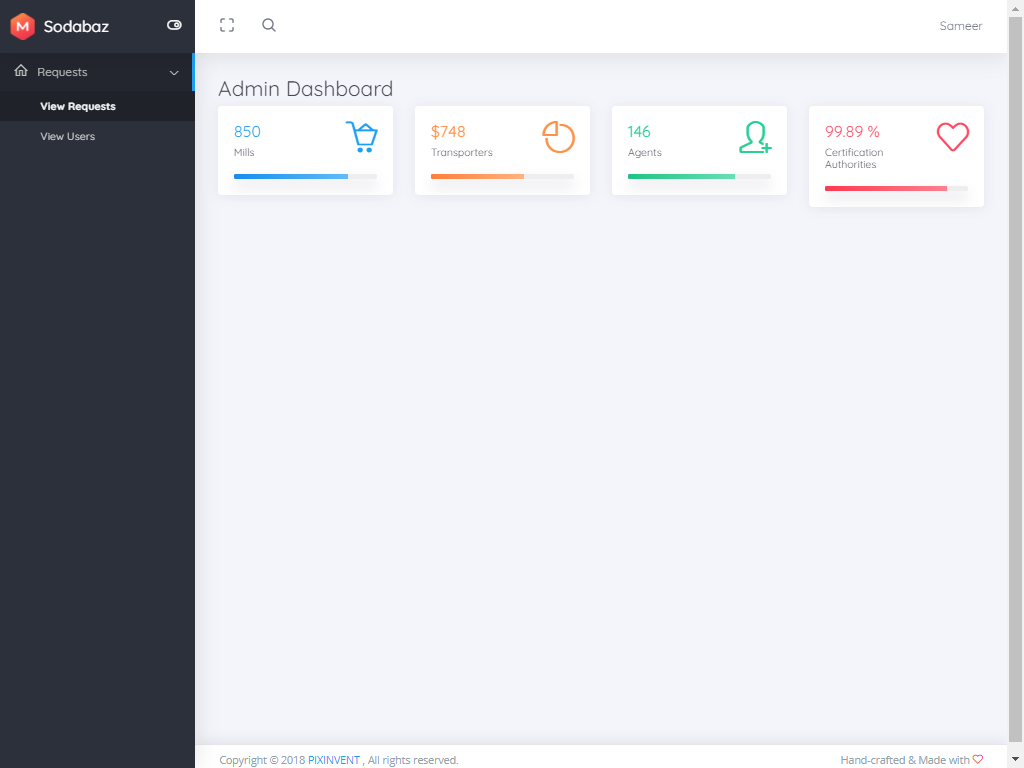 M Sodabaz
Sameer
Requests
View Requests
View Users
Admin Dashboard
850
Mills
$748
Transporters
146
Agents
99.89 %
Certification
Authorities
Copyright © 2018 PIXINVENT , All rights reserved.
Hand-crafted & Made with